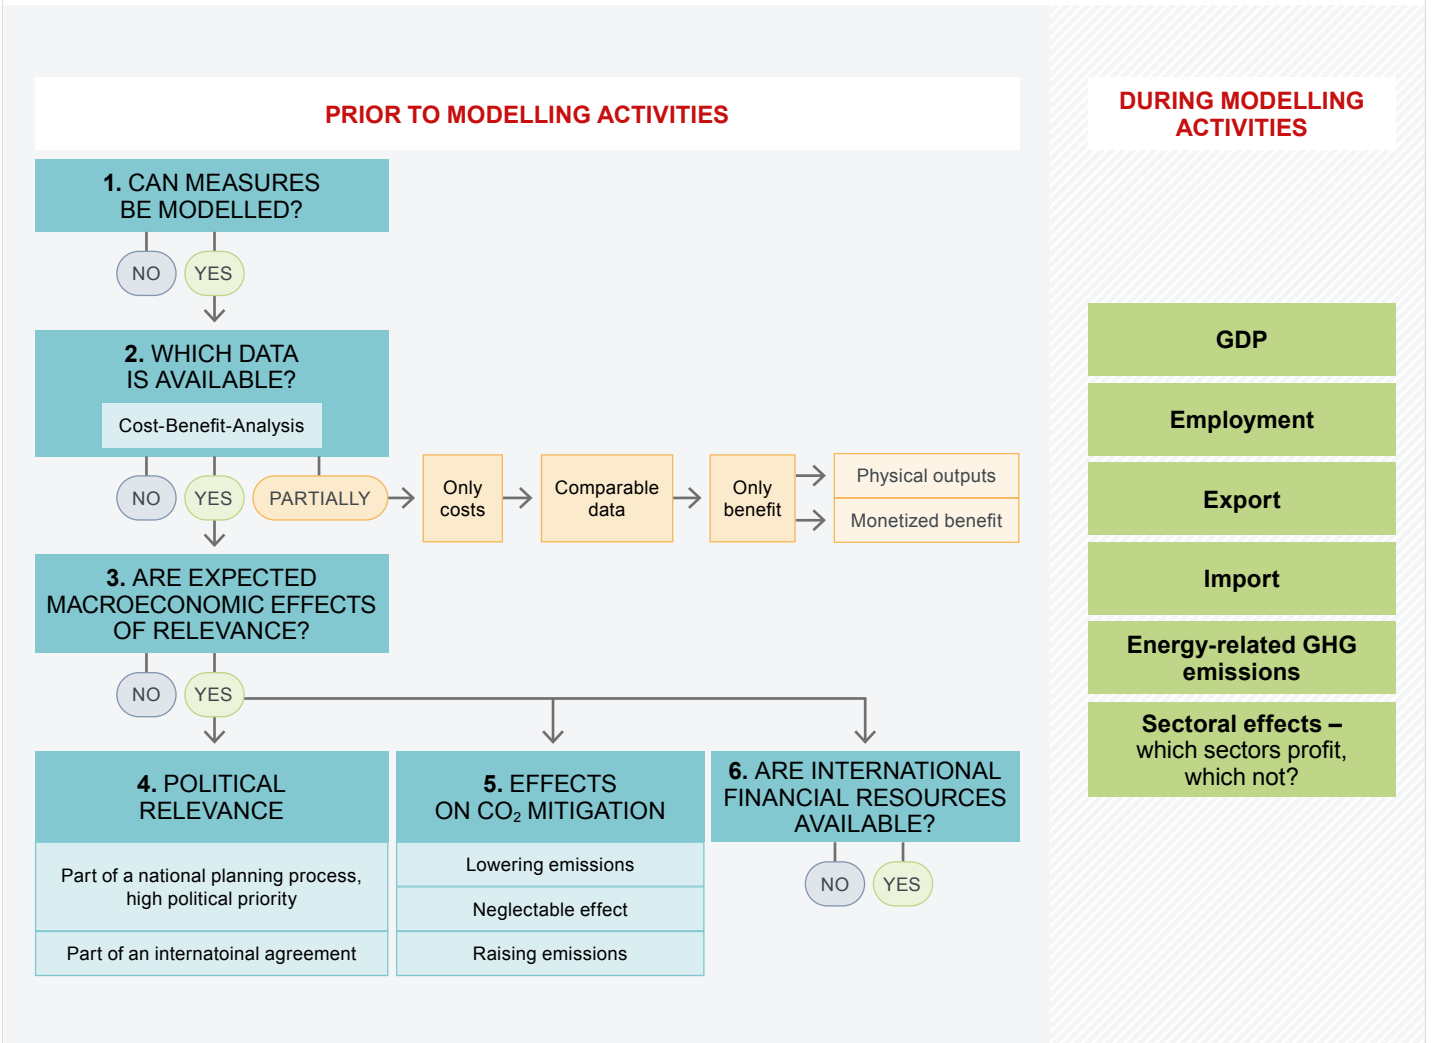 PRIOR TO MODELLING ACTIVITIES
1. CAN MEASURES
BE MODELLED?
NO
YES
2. WHICH DATA
IS AVAILABLE?
Cost-Benefit-Analysis
NO
YES
PARTIALLY
Only
costs
Comparable
data
Only
benefit
Physical outputs
Monetized benefit
3. ARE EXPECTED
MACROECONOMIC EFFECTS
OF RELEVANCE?
NO
YES
4. POLITICAL
RELEVANCE
Part of a national planning process,
high political priority
Part of an internatoinal agreement
5. EFFECTS
ON CO₂ MITIGATION
Lowering emissions
Neglectable effect
Raising emissions
6. ARE INTERNATIONAL
FINANCIAL RESOURCES
AVAILABLE?
NO
YES
DURING MODELLING
ACTIVITIES
GDP
Employment
Export
Import
Energy-related GHG
emissions
Sectoral effects –
which sectors profit,
which not?